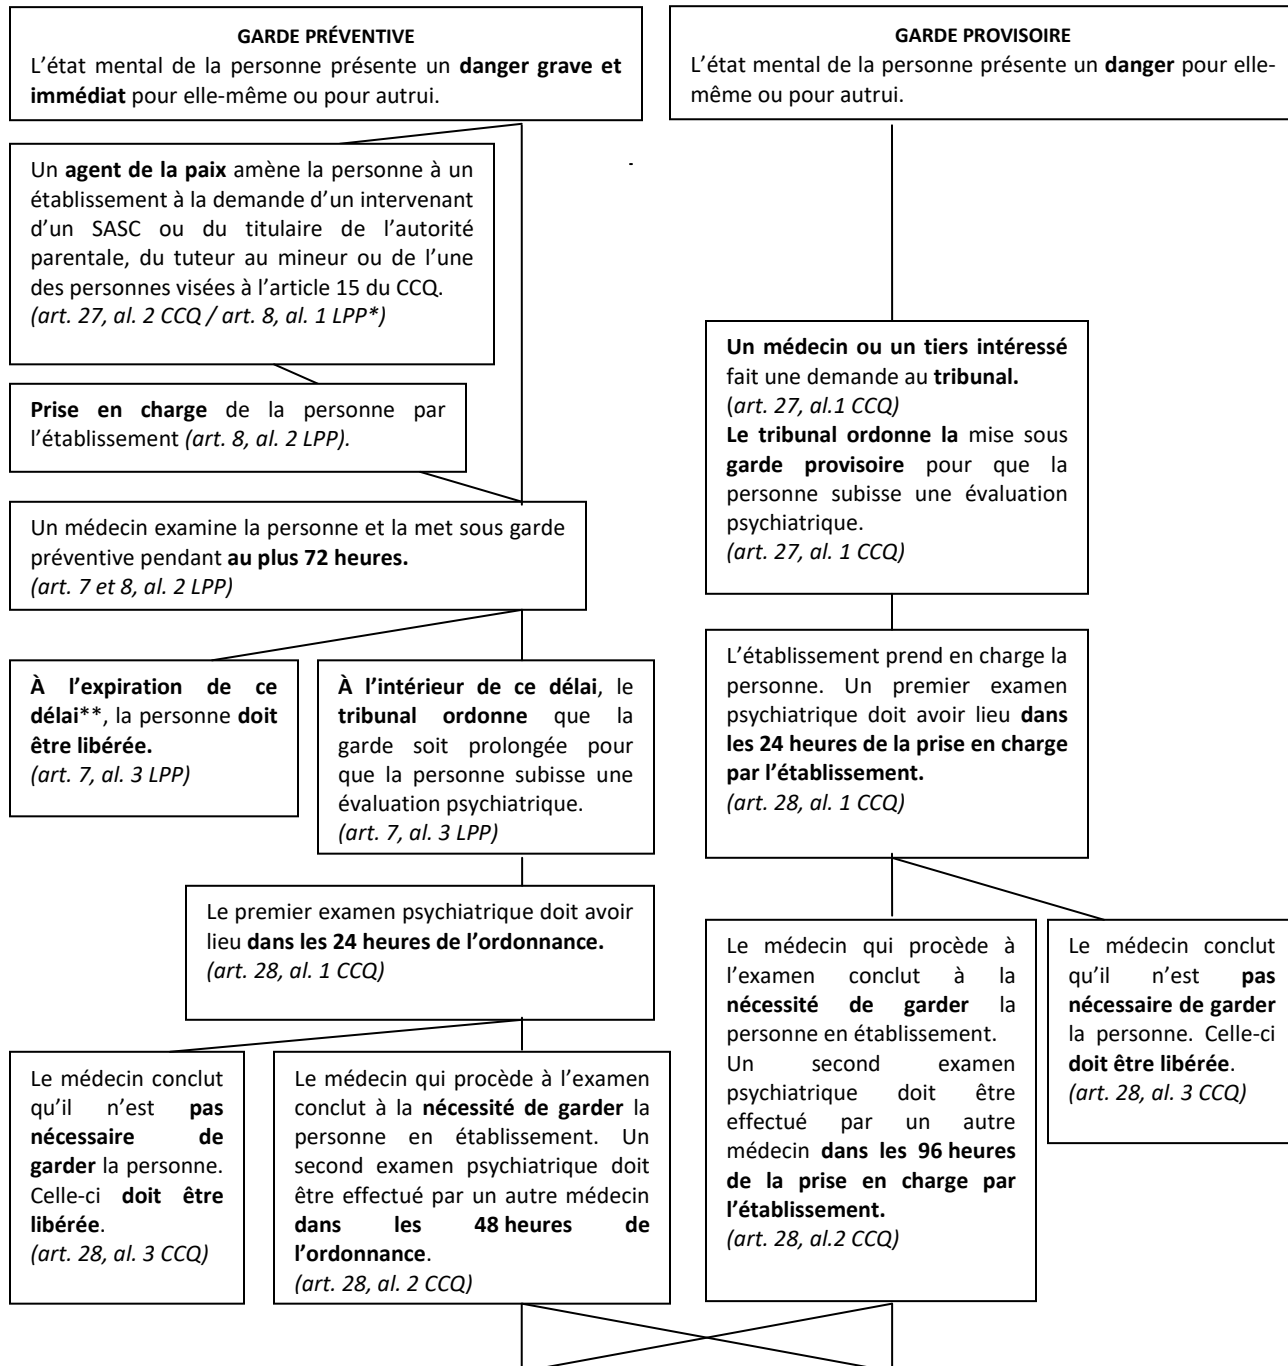 GARDE PRÉVENTIVE
L’état mental de la personne présente un danger grave et
immédiat pour elle-même ou pour autrui.
GARDE PROVISOIRE
L’état mental de la personne présente un danger pour elle-
même ou pour autrui.
Un agent de la paix amène la personne à un
établissement à la demande d’un intervenant
d’un SASC ou du titulaire de l’autorité
parentale, du tuteur au mineur ou de l’une
des personnes visées à l’article 15 du CCQ.
(art. 27, al. 2 CCQ / art. 8, al. 1 LPP*)
Prise en charge de la personne par
l’établissement (art. 8, al. 2 LPP).
Un médecin examine la personne et la met sous garde
préventive pendant au plus 72 heures.
(art. 7 et 8, al. 2 LPP)
Un médecin ou un tiers intéressé
fait une demande au tribunal.
(art. 27, al.1 CCQ)
Le tribunal ordonne la mise sous
garde provisoire pour que la
personne subisse une évaluation
psychiatrique.
(art. 27, al. 1 CCQ)
À l’expiration de ce
délai**, la personne doit
être libérée.
(art. 7, al. 3 LPP)
À l’intérieur de ce délai, le
tribunal ordonne que la
garde soit prolongée pour
que la personne subisse une
évaluation psychiatrique.
(art. 7, al. 3 LPP)
L’établissement prend en charge la
personne. Un premier examen
psychiatrique doit avoir lieu dans
les 24 heures de la prise en charge
par l’établissement.
(art. 28, al. 1 CCQ)
Le premier examen psychiatrique doit avoir
lieu dans les 24 heures de l’ordonnance.
(art. 28, al. 1 CCQ)
Le médecin conclut
qu’il n’est pas
nécessaire de
garder la personne.
Celle-ci doit être
libérée.
(art. 28, al. 3 CCQ)
Le médecin qui procède à l’examen
conclut à la nécessité de garder la
personne en établissement. Un
second examen psychiatrique doit
être effectué par un autre médecin
dans les 48 heures de
l’ordonnance.
(art. 28, al. 2 CCQ)
Le médecin qui procède à
l’examen conclut à la
nécessité de garder la
personne en établissement.
Un second examen
psychiatrique doit être
effectué par un autre
médecin dans les 96 heures
de la prise en charge par
l’établissement.
(art. 28, al.2 CCQ)
Le médecin conclut
qu’il n’est pas
nécessaire de garder
la personne. Celle-ci
doit être libérée.
(art. 28, al. 3 CCQ)